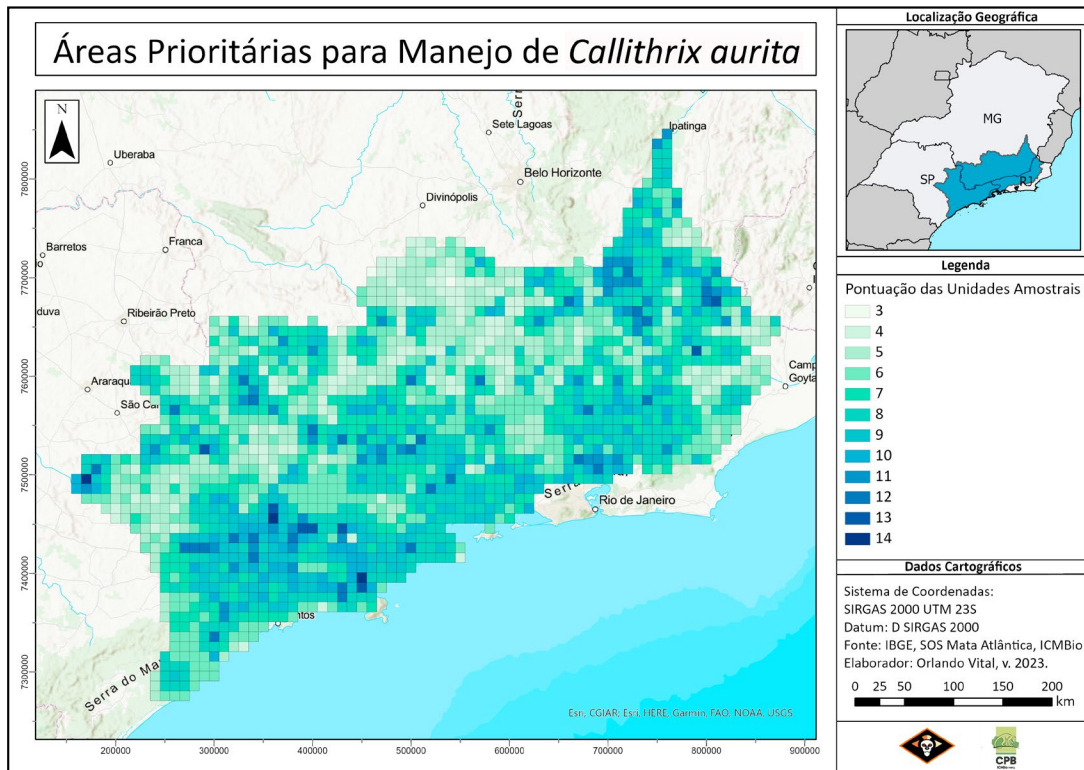 Áreas Prioritárias para Manejo de Callithrix aurita
N
Uberaba
Sete Lagoas
Ipatinga
Belo Horizonte
Divinópolis
Franca
Barretos
Ribeirão Preto
duva
Araraqu
São Car
Camp
Goyta
Rio de Janeiro
ntos
Serra do Mar
Esri, CGIAR; Esri, HERE, Garmin, FAO, NOAA, USGS
7800000
7700000
7600000
7500000
7400000
7300000
200000
300000
400000
500000
600000
700000
800000
900000
Localização Geográfica
MG
SP
RJ
Legenda
Pontuação das Unidades Amostrais
3
4
5
6
7
8
9
10
11
12
13
14
Dados Cartográficos
Sistema de Coordenadas:
SIRGAS 2000 UTM 23S
Datum: D SIRGAS 2000
Fonte: IBGE, SOS Mata Atlântica, ICMBio
Elaborador: Orlando Vital, v. 2023.
0 25 50 100 150 200
km
CPB